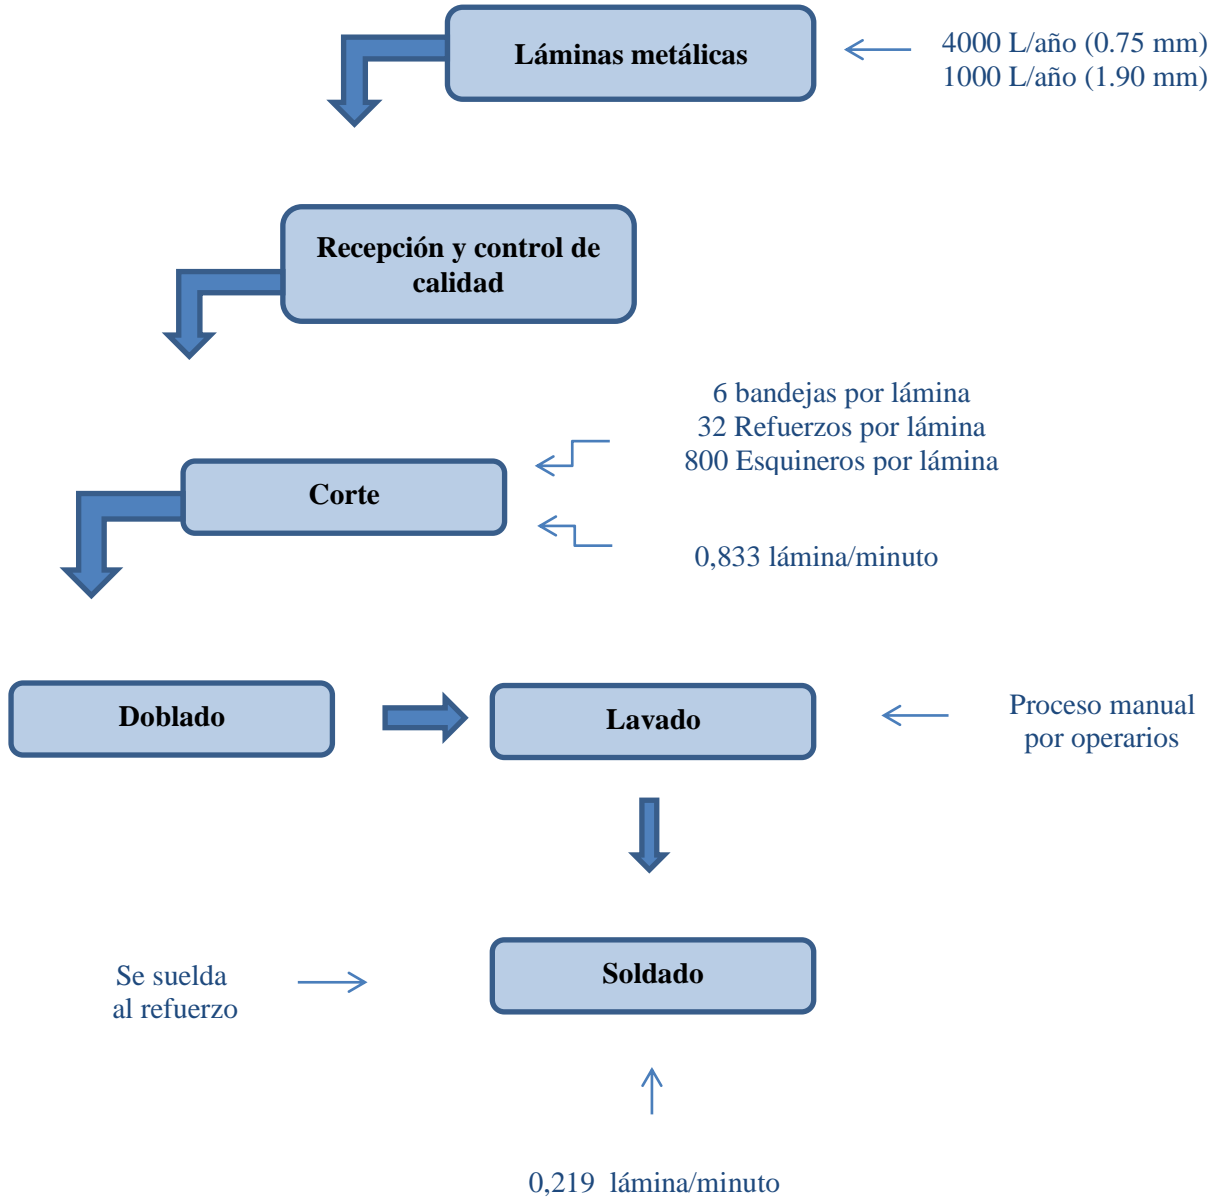 Láminas metálicas
4000 L/año (0.75 mm)
1000 L/año (1.90 mm)
Recepción y control de
calidad
6 bandejas por lámina
32 Refuerzos por lámina
800 Esquineros por lámina
Corte
0,833 lámina/minuto
Doblado
Lavado
Proceso manual
por operarios
Se suelda
al refuerzo
Soldado
0,219 lámina/minuto